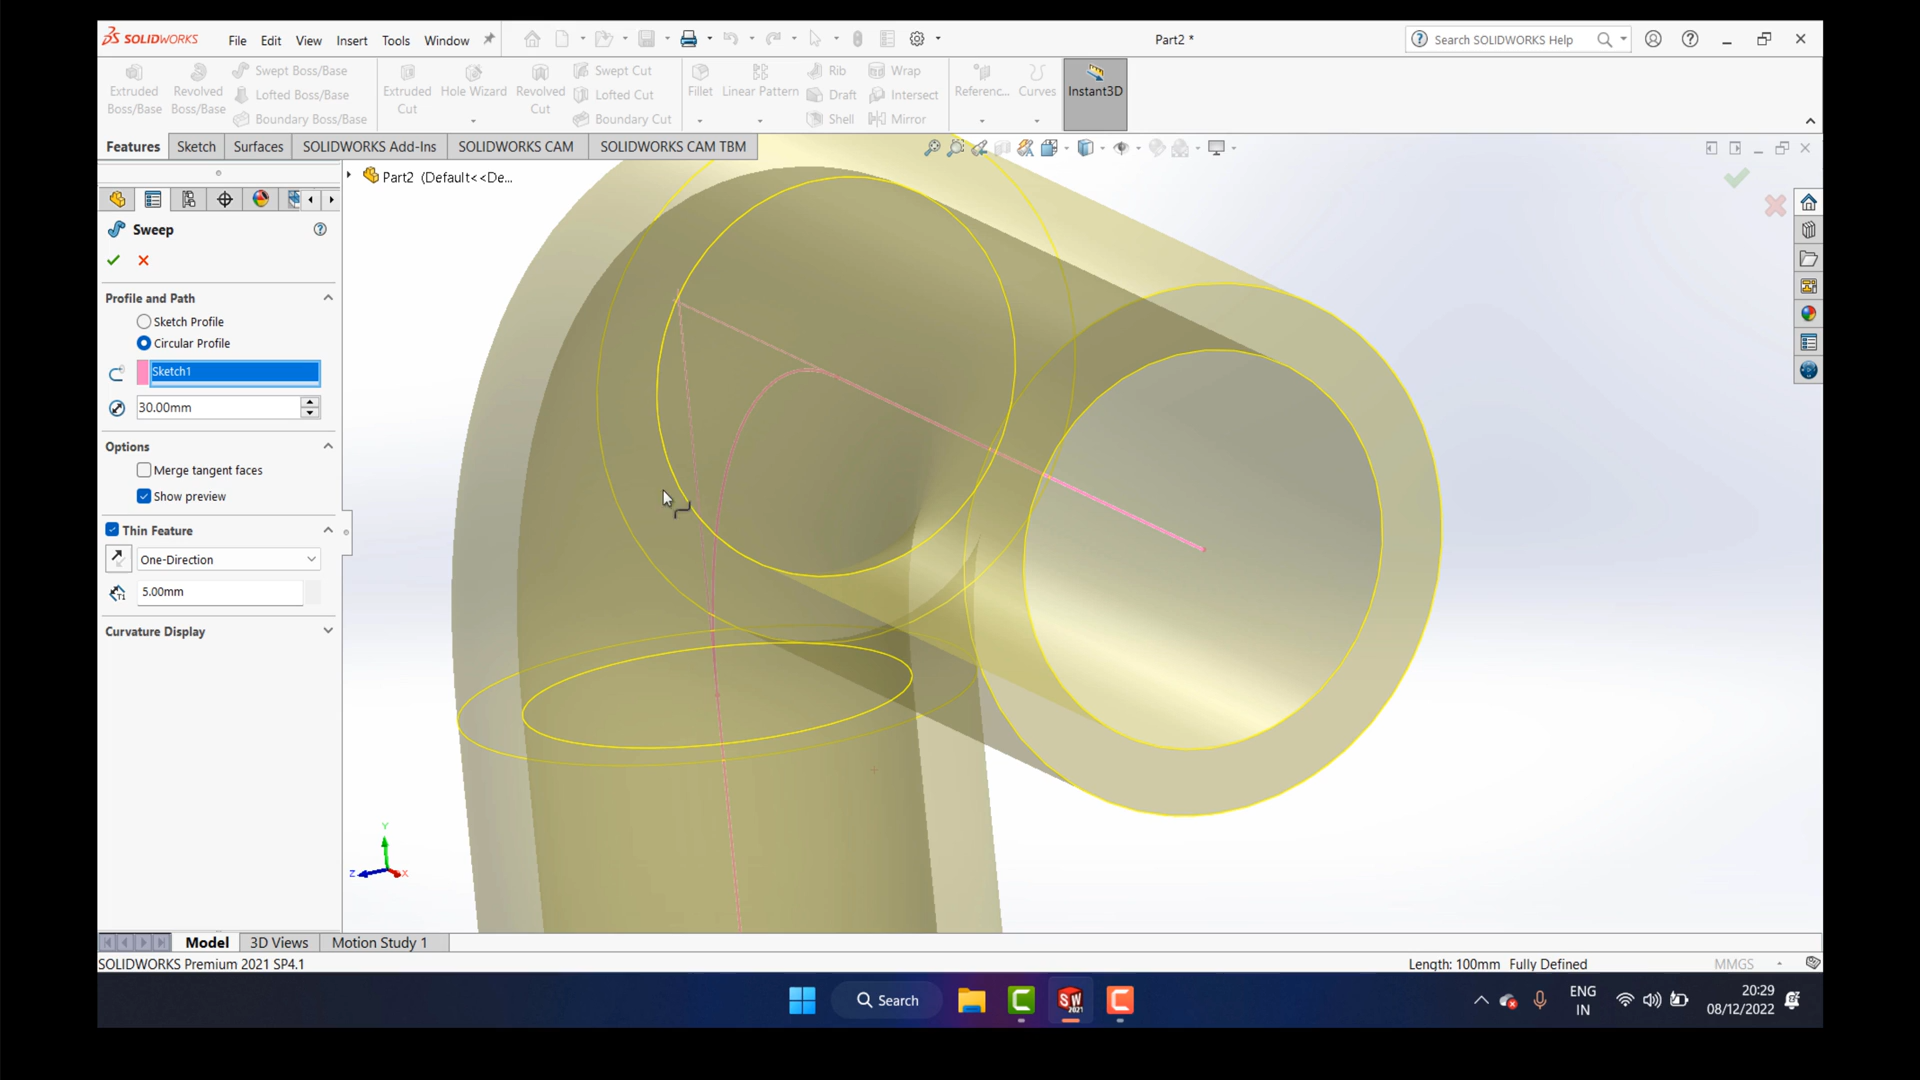 SOLIDWORKS File Edit View Insert Tools Window Part2 * Search SOLIDWORKS Help
Extruded Boss/Base
Revolved Boss/Base
Swept Boss/Base
Lofted Boss/Base
Boundary Boss/Base
Extruded Cut
Hole Wizard
Revolved Cut
Swept Cut
Lofted Cut
Boundary Cut
Fillet
Linear Pattern
Rib
Draft
Shell
Wrap
Intersect
Mirror
Referenc...
Curves
Instant3D
Features Sketch Surfaces SOLIDWORKS Add-Ins SOLIDWORKS CAM SOLIDWORKS CAM TBM
Part2 (Default<<De...
Sweep
Profile and Path
Sketch Profile
Circular Profile
Sketch1
30.00mm
Options
Merge tangent faces
Show preview
Thin Feature
One-Direction
T1
5.00mm
Curvature Display
Y
Z X
Model 3D Views Motion Study 1
SOLIDWORKS Premium 2021 SP4.1 Length: 100mm Fully Defined MMGS
Search
SW
2021
ENG
IN
20:29
08/12/2022